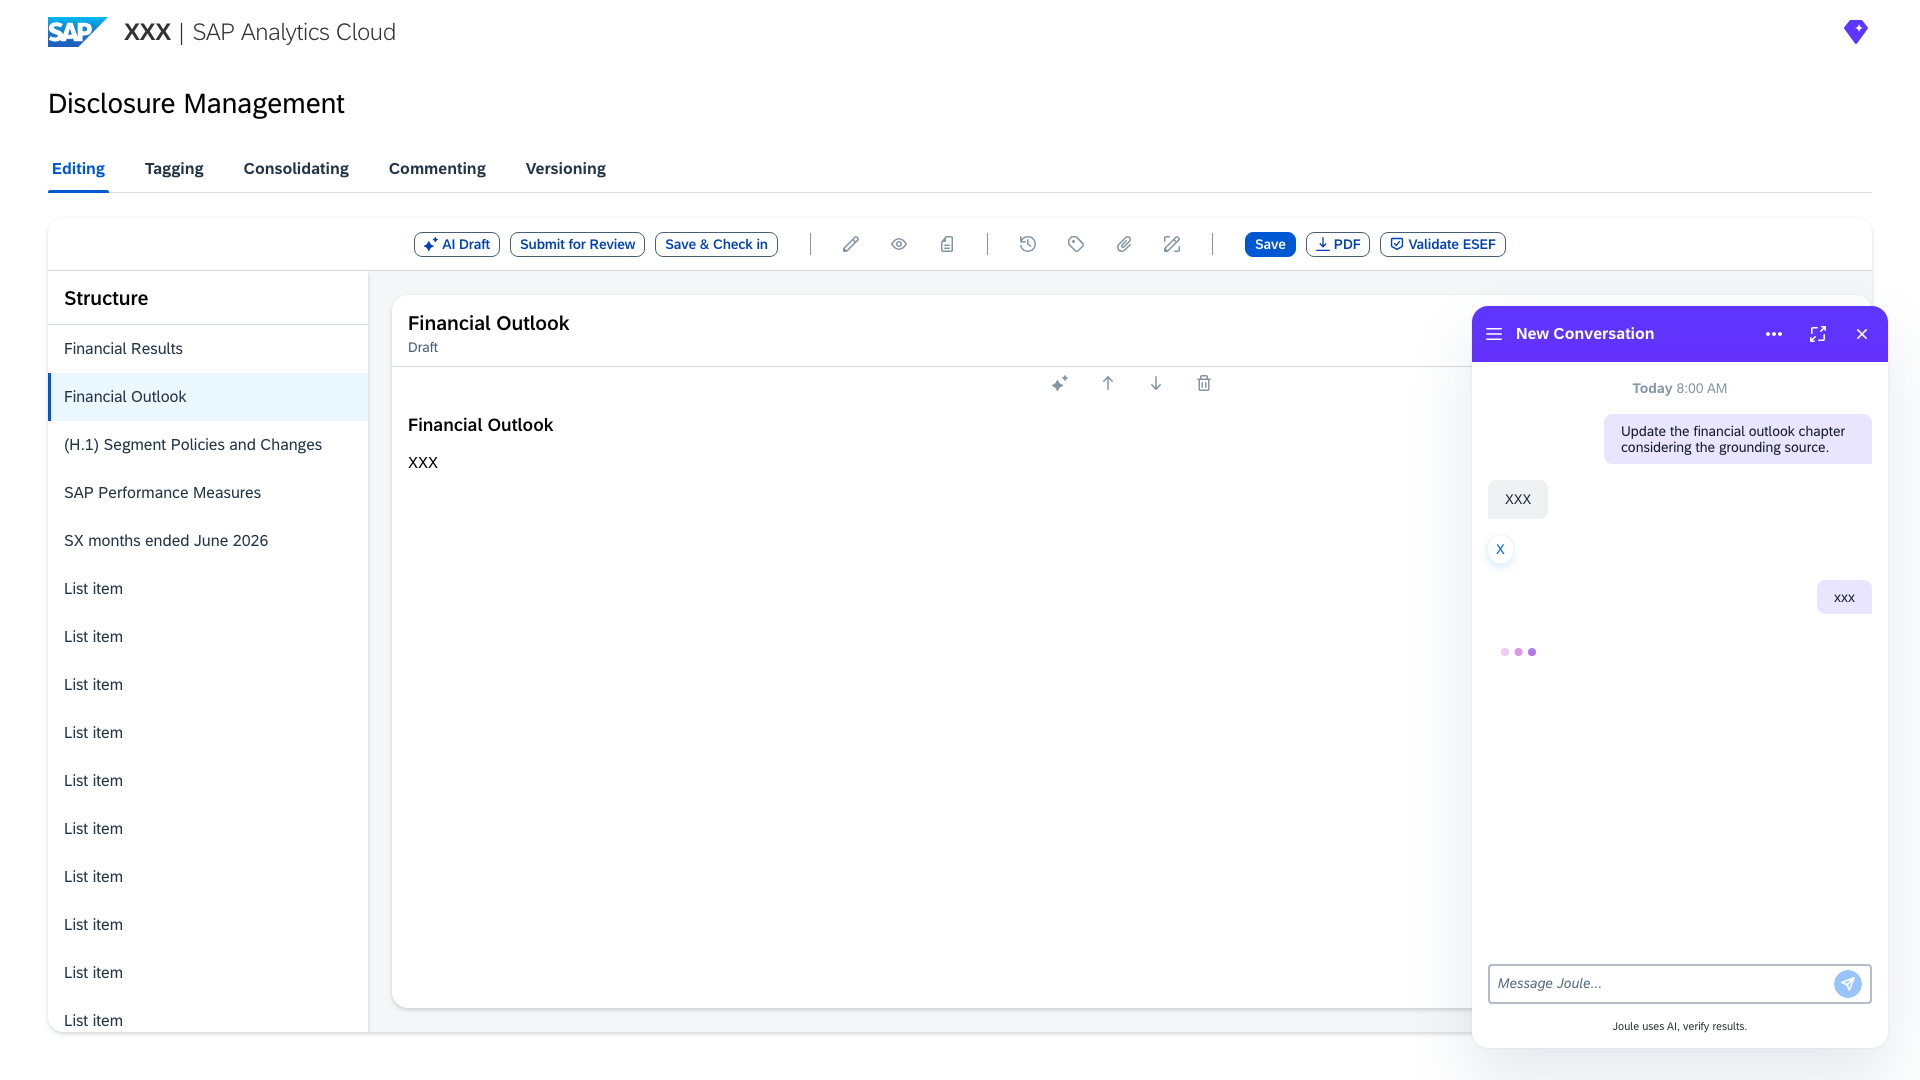 SAP XXX | SAP Analytics Cloud
Disclosure Management
Editing Tagging Consolidating Commenting Versioning
AI Draft Submit for Review Save & Check in Save PDF Validate ESEF
Structure
Financial Results
Financial Outlook
(H.1) Segment Policies and Changes
SAP Performance Measures
SX months ended June 2026
List item
List item
List item
List item
List item
List item
List item
List item
List item
List item
Financial Outlook
Draft
Financial Outlook
XXX
New Conversation
Today 8:00 AM
Update the financial outlook chapter
considering the grounding source.
XXX
X
xxx
Message Joule...
Joule uses AI, verify results.